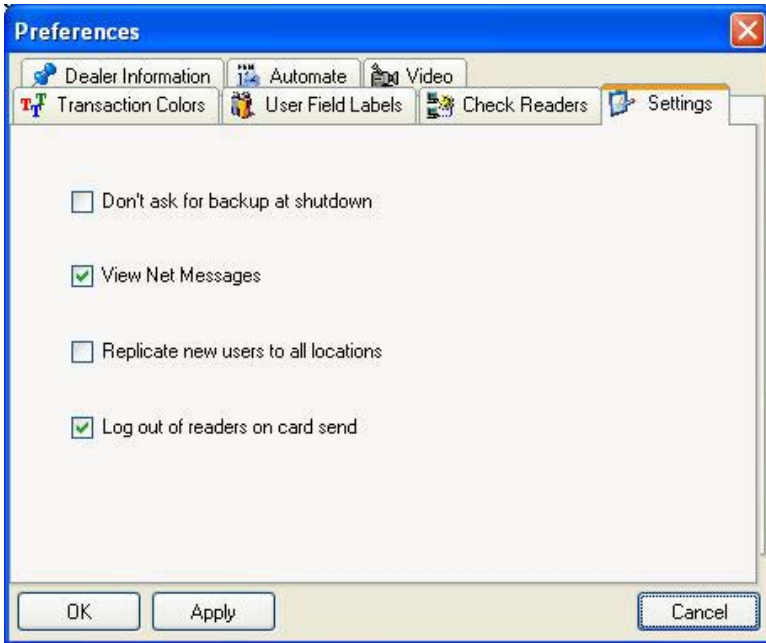 Preferences
Dealer Information
Automate
Video
Transaction Colors
User Field Labels
Check Readers
Settings
Don't ask for backup at shutdown
View Net Messages
Replicate new users to all locations
Log out of readers on card send
OK
Apply
Cancel